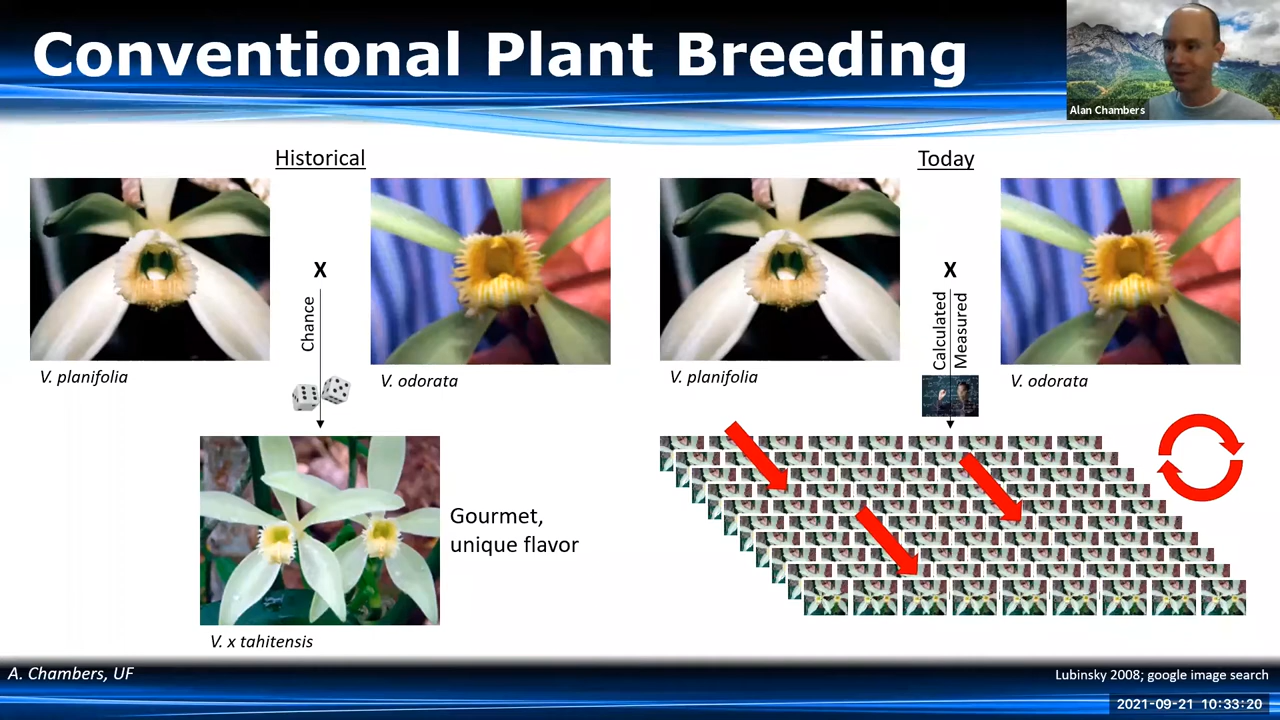 Conventional Plant Breeding
Alan Chambers
Historical
Today
X
X
Chance
Calculated
Measured
V. planifolia
V. odorata
V. planifolia
V. odorata
Gourmet,
unique flavor
V. x tahitensis
A. Chambers, UF
Lubinsky 2008; google image search
2021-09-21 10:33:20